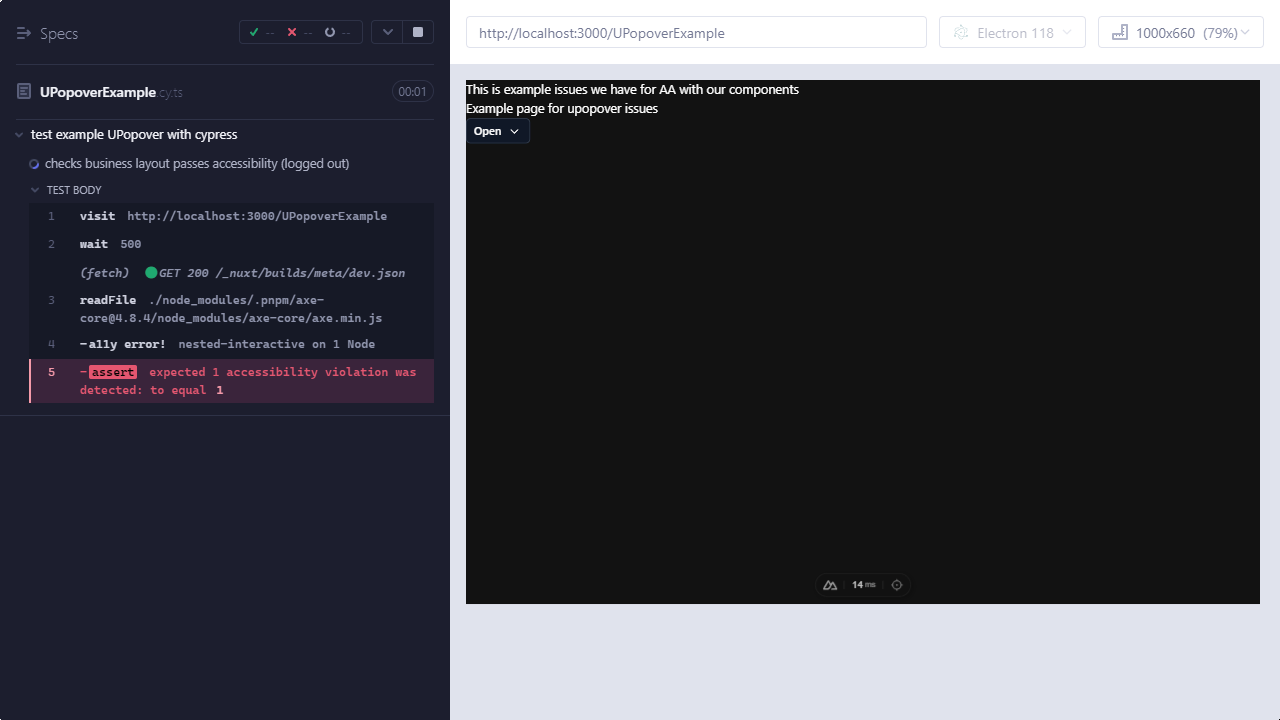 Specs
-- -- --
UPopoverExample.cy.ts 00:01
test example UPopover with cypress
checks business layout passes accessibility (logged out)
TEST BODY
1 visit http://localhost:3000/UPopoverExample
2 wait 500
(fetch) GET 200 /_nuxt/builds/meta/dev.json
3 readFile ./node_modules/.pnpm/axe-
core@4.8.4/node_modules/axe-core/axe.min.js
4 -a11y error! nested-interactive on 1 Node
5 -assert expected 1 accessibility violation was
detected: to equal 1
http://localhost:3000/UPopoverExample
Electron 118
1000x660 (79%)
This is example issues we have for AA with our components
Example page for upopover issues
Open
14 ms